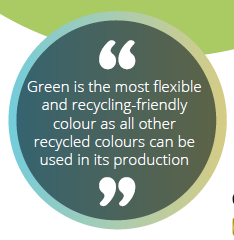 “
Green is the most flexible
and recycling-friendly
colour as all other
recycled colours can be
used in its production
”